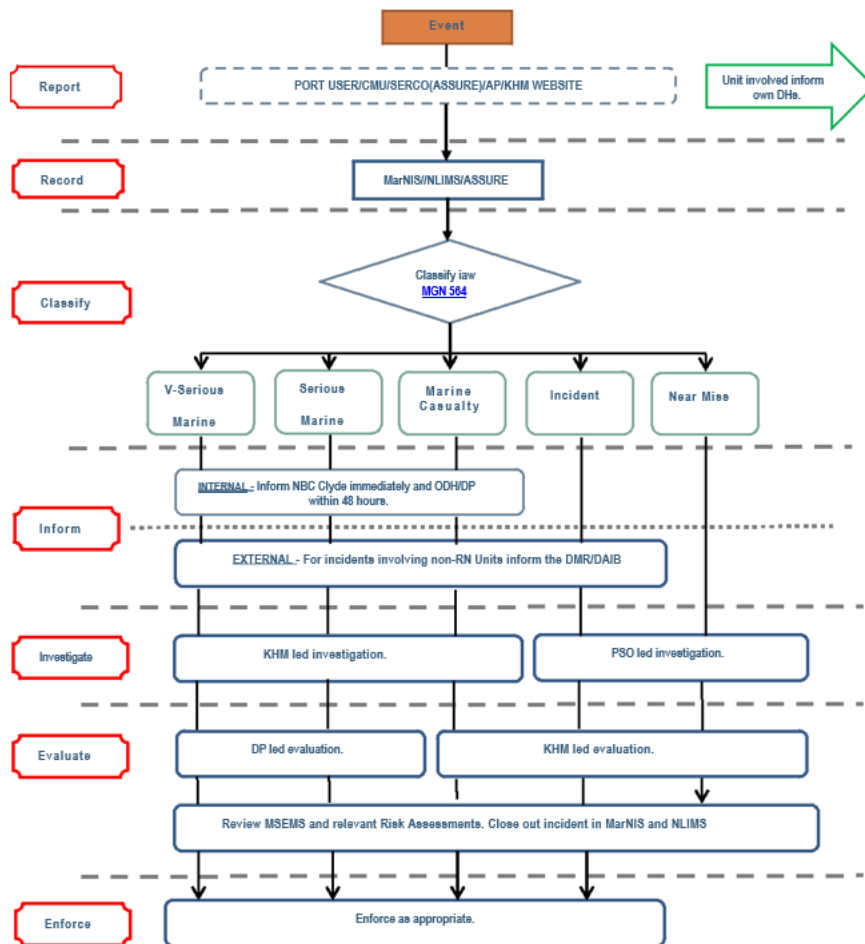 Event
Report
PORT USER/CMU/SERCO(ASSURE)/AP/KHM WEBSITE
Unit involved inform
own DHs.
Record
MarNIS//NLIMS/ASSURE
Classify
Classify iaw
MGN 564
V-Serious
Marine
Serious
Marine
Marine
Casualty
Incident
Near Miss
Inform
INTERNAL - Inform NBC Clyde immediately and ODH/DP
within 48 hours.
EXTERNAL - For incidents involving non-RN Units inform the DMR/DAIB
Investigate
KHM led investigation.
PSO led investigation.
Evaluate
DP led evaluation.
KHM led evaluation.
Review MSEMS and relevant Risk Assessments. Close out incident in MarNIS and NLIMS
Enforce
Enforce as appropriate.